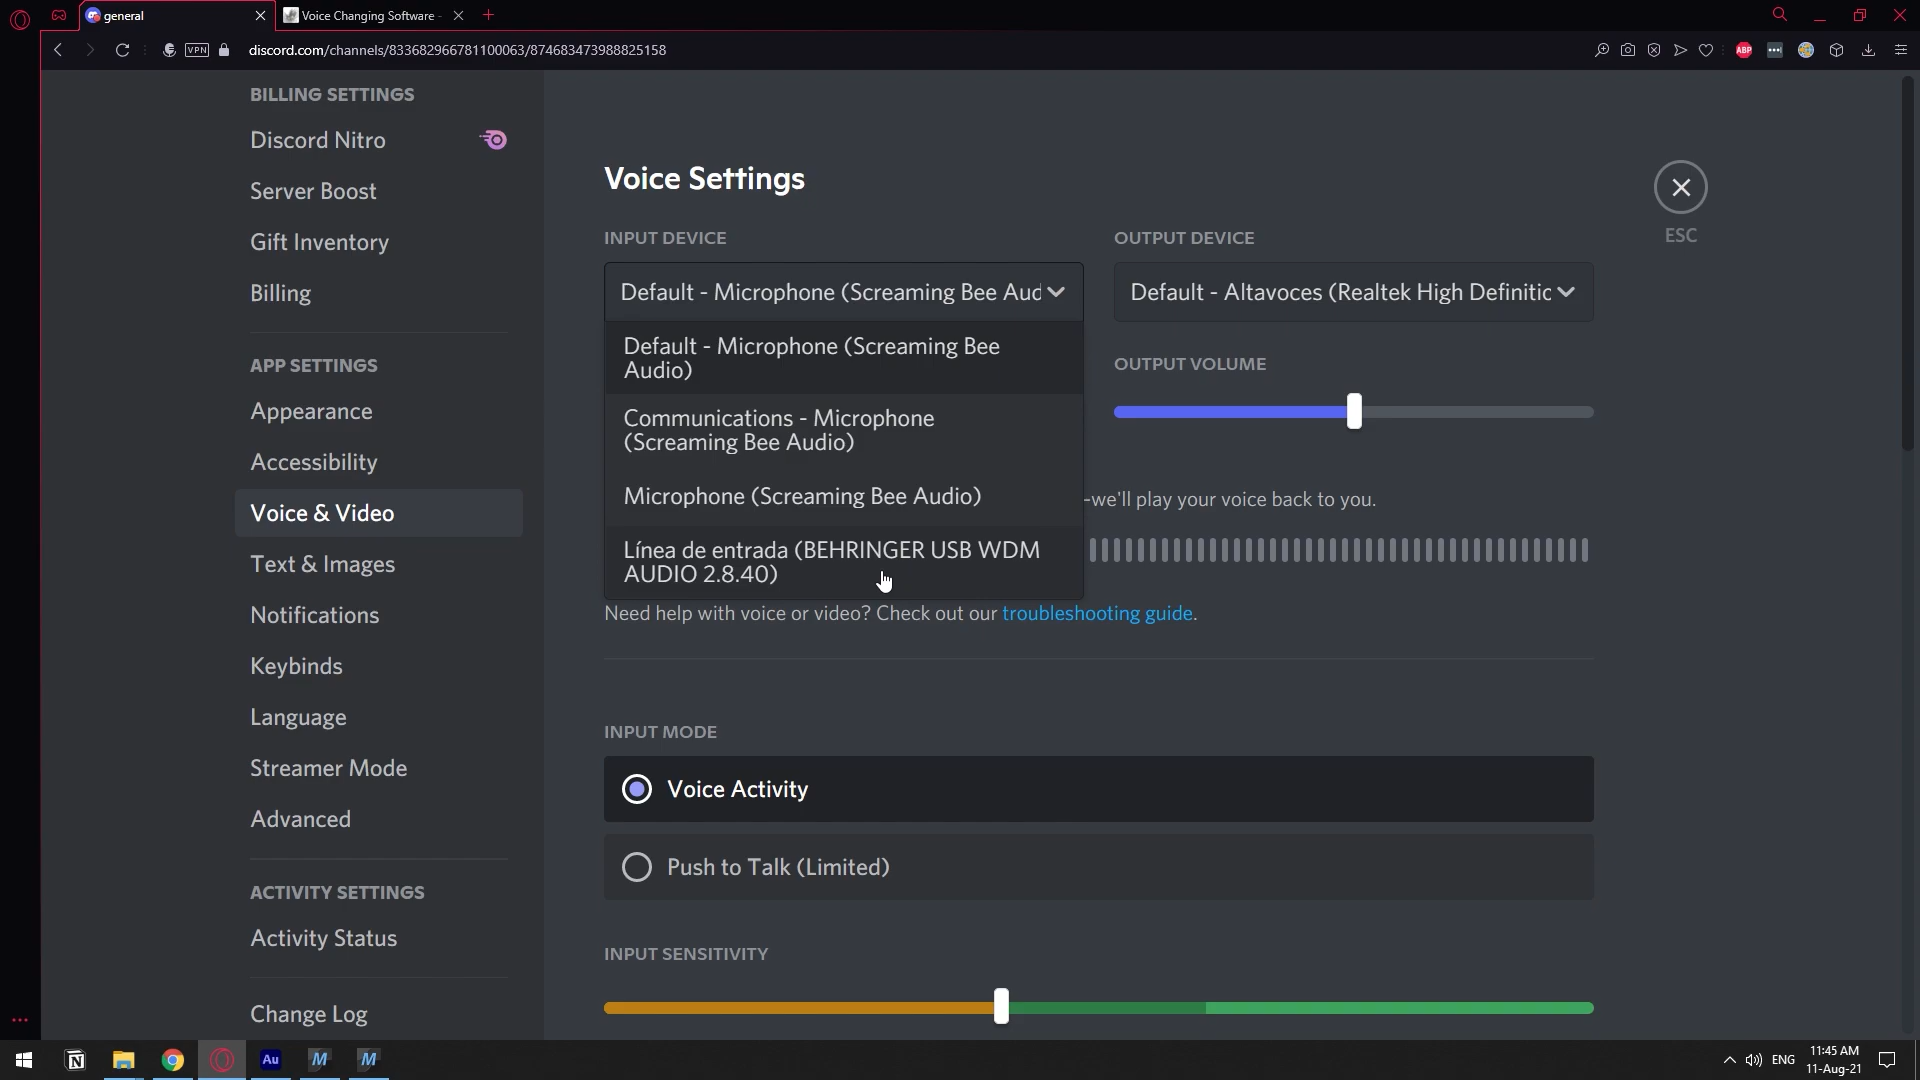 general
Voice Changing Software -
VPN
discord.com/channels/833682966781100063/874683473988825158
ABP
BILLING SETTINGS
Discord Nitro
Server Boost
Gift Inventory
Billing
APP SETTINGS
Appearance
Accessibility
Voice & Video
Text & Images
Notifications
Keybinds
Language
Streamer Mode
Advanced
ACTIVITY SETTINGS
Activity Status
Change Log
Voice Settings
ESC
INPUT DEVICE
Default - Microphone (Screaming Bee Aud
Default - Microphone (Screaming Bee
Audio)
Communications - Microphone
(Screaming Bee Audio)
Microphone (Screaming Bee Audio)
Línea de entrada (BEHRINGER USB WDM
AUDIO 2.8.40)
OUTPUT DEVICE
Default - Altavoces (Realtek High Definitic
OUTPUT VOLUME
-we'll play your voice back to you.
Need help with voice or video? Check out our troubleshooting guide.
INPUT MODE
Voice Activity
Push to Talk (Limited)
INPUT SENSITIVITY
Au
M
M
ENG
11:45 AM
11-Aug-21